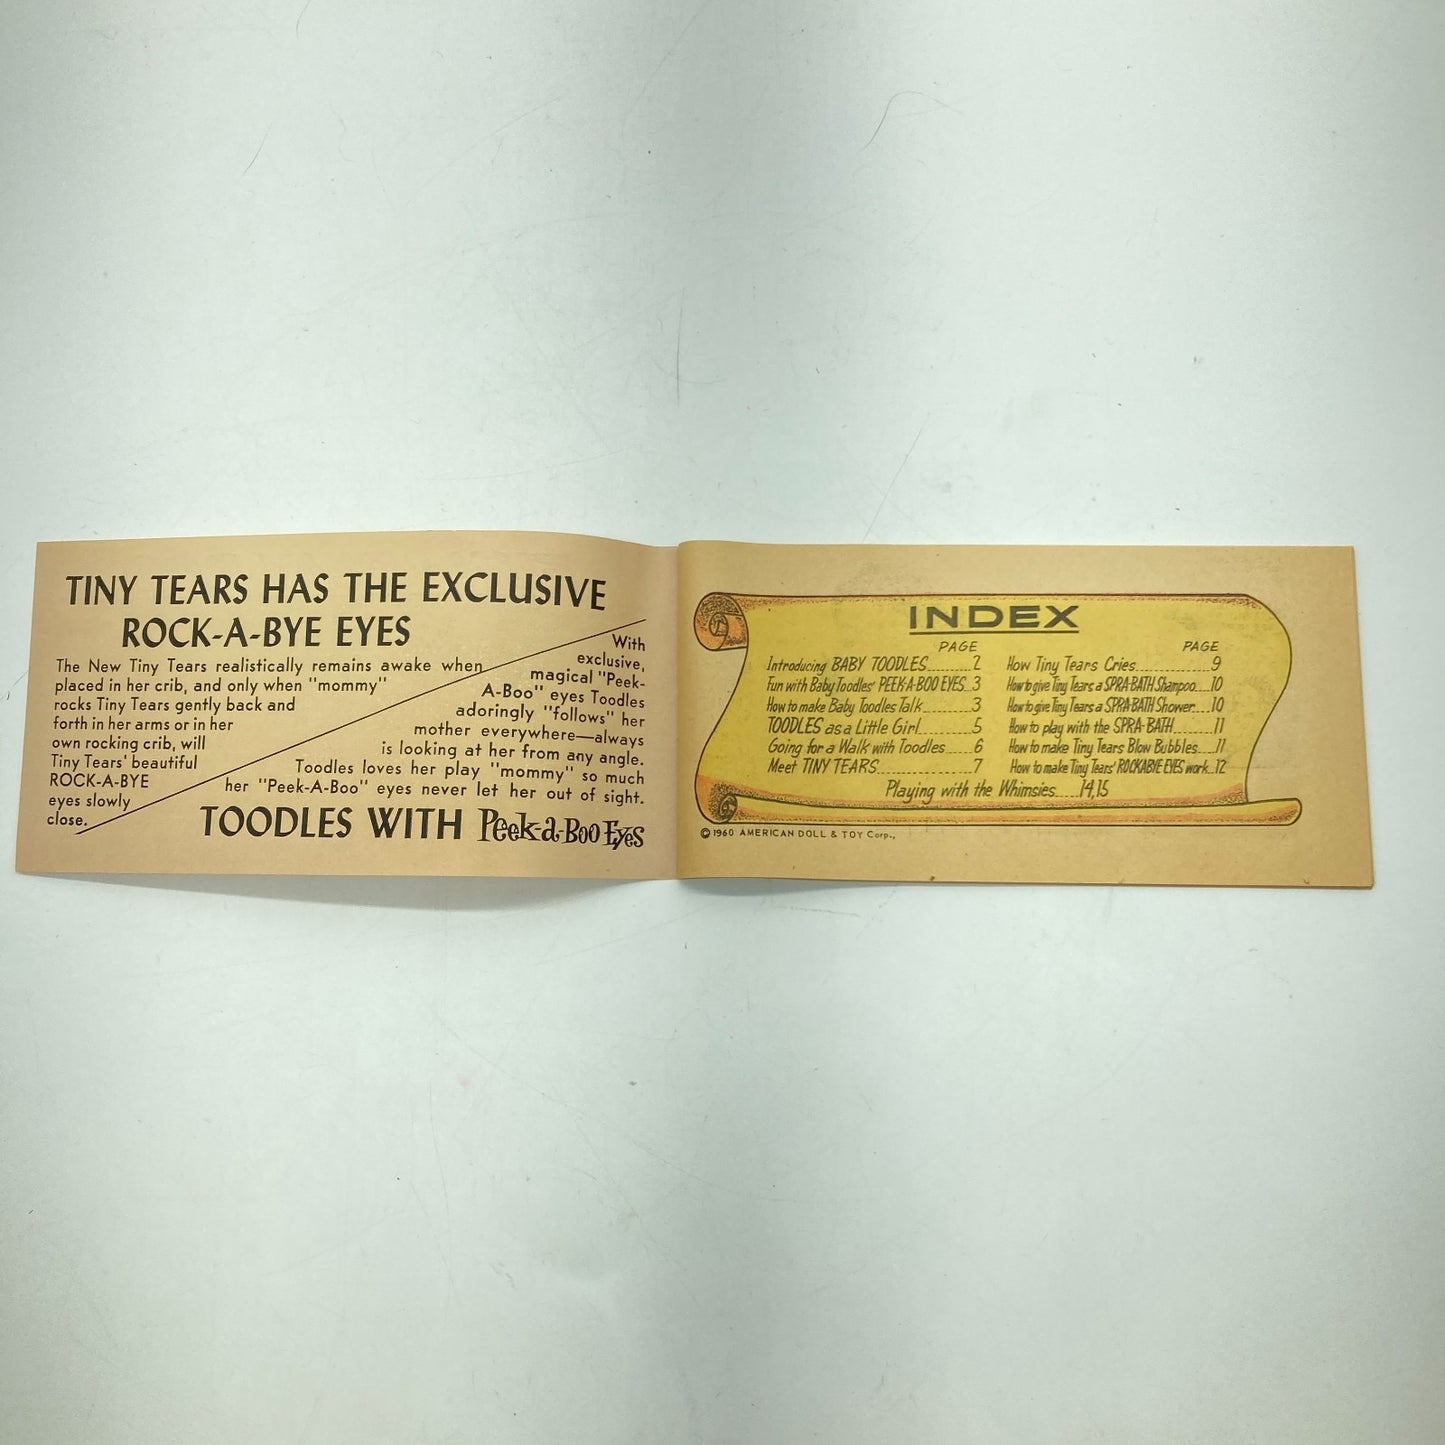 TINY TEARS HAS THE EXCLUSIVE
ROCK-A-BYE EYES
The New Tiny Tears realistically remains awake when
placed in her crib, and only when "mommy"
rocks Tiny Tears gently back and
forth in her arms or in her
own rocking crib, will
Tiny Tears' beautiful
ROCK-A-BYE
eyes slowly
close.
With
exclusive,
magical "Peek-
A-Boo" eyes Toodles
adoringly "follows" her
mother everywhere—always
is looking at her from any angle.
Toodles loves her play "mommy" so much
her "Peek-A-Boo" eyes never let her out of sight.
TOODLES WITH Peek-a-Boo Eyes
INDEX
PAGE
Introducing BABY TOODLES 2
Fun with Baby Toodles' PEEK-A-BOO EYES 3
How to make Baby Toodles Talk 3
TOODLES as a Little Girl 5
Going for a Walk with Toodles 6
Meet TINY TEARS 7
PAGE
How Tiny Tears Cries 9
How to give Tiny Tears a SPRA-BATH Shampoo 10
How to give Tiny Tears a SPRA-BATH Shower 10
How to play with the SPRA-BATH 11
How to make Tiny Tears Blow Bubbles 11
How to make Tiny Tears' ROCKABYE EYES work 12
Playing with the Whimsies 14,15
© 1960 AMERICAN DOLL & TOY Corp.,